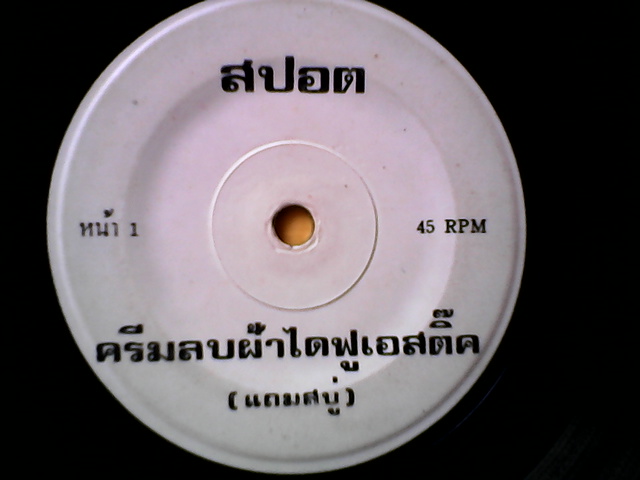 สปอต
หน้า 1
45 RPM
ครีมลบฝ้าไดฟูเอสติ๊ค
(แถมสบู่)